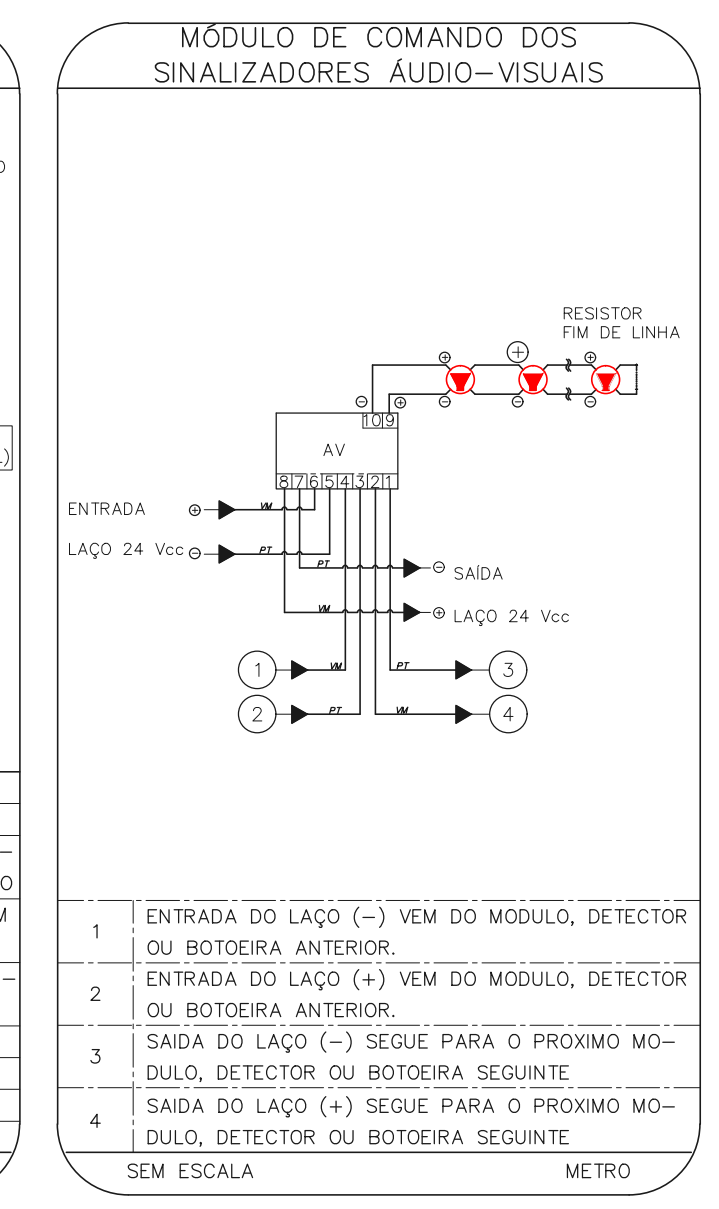 MÓDULO DE COMANDO DOS
SINALIZADORES ÁUDIO-VISUAIS
RESISTOR
FIM DE LINHA
+ + +
- + - - -
10 9
AV
8 7 6 5 4 3 2 1
ENTRADA + VM
LAÇO 24 Vcc - PT
PT - SAÍDA
VM + LAÇO 24 Vcc
1 VM PT 3
2 PT VM 4
1 ENTRADA DO LAÇO (-) VEM DO MODULO, DETECTOR
OU BOTOEIRA ANTERIOR.
2 ENTRADA DO LAÇO (+) VEM DO MODULO, DETECTOR
OU BOTOEIRA ANTERIOR.
3 SAIDA DO LAÇO (-) SEGUE PARA O PROXIMO MO-
DULO, DETECTOR OU BOTOEIRA SEGUINTE
4 SAIDA DO LAÇO (+) SEGUE PARA O PROXIMO MO-
DULO, DETECTOR OU BOTOEIRA SEGUINTE
SEM ESCALA METRO